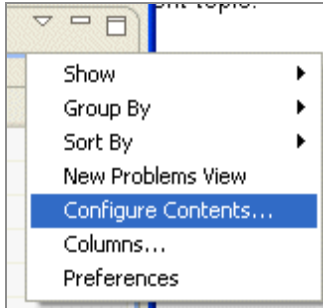 Show
Group By
Sort By
New Problems View
Configure Contents...
Columns...
Preferences